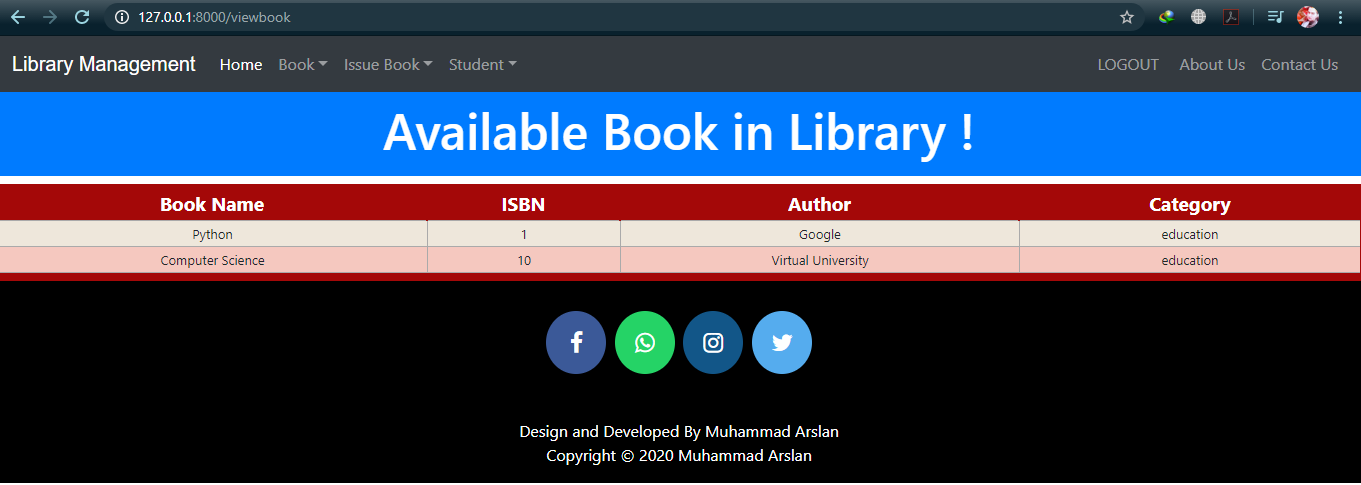 127.0.0.1:8000/viewbook
Library Management Home Book Issue Book Student LOGOUT About Us Contact Us
Available Book in Library !
Book Name ISBN Author Category
Python 1 Google education
Computer Science 10 Virtual University education
Design and Developed By Muhammad Arslan
Copyright © 2020 Muhammad Arslan